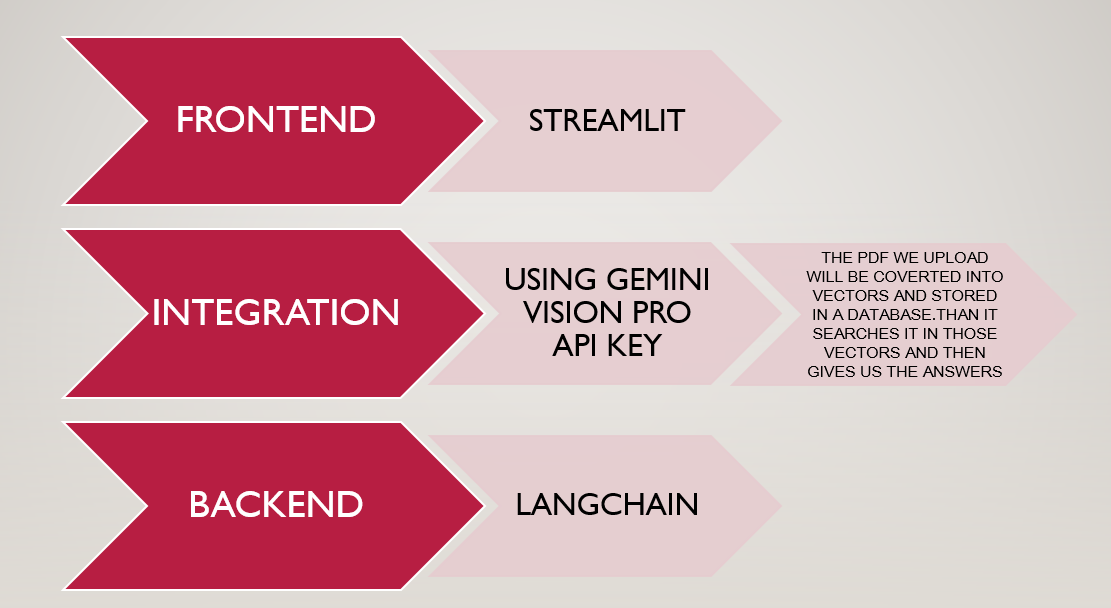 FRONTEND
STREAMLIT
INTEGRATION
USING GEMINI
VISION PRO
API KEY
THE PDF WE UPLOAD
WILL BE COVERTED INTO
VECTORS AND STORED
IN A DATABASE.THAN IT
SEARCHES IT IN THOSE
VECTORS AND THEN
GIVES US THE ANSWERS
BACKEND
LANGCHAIN